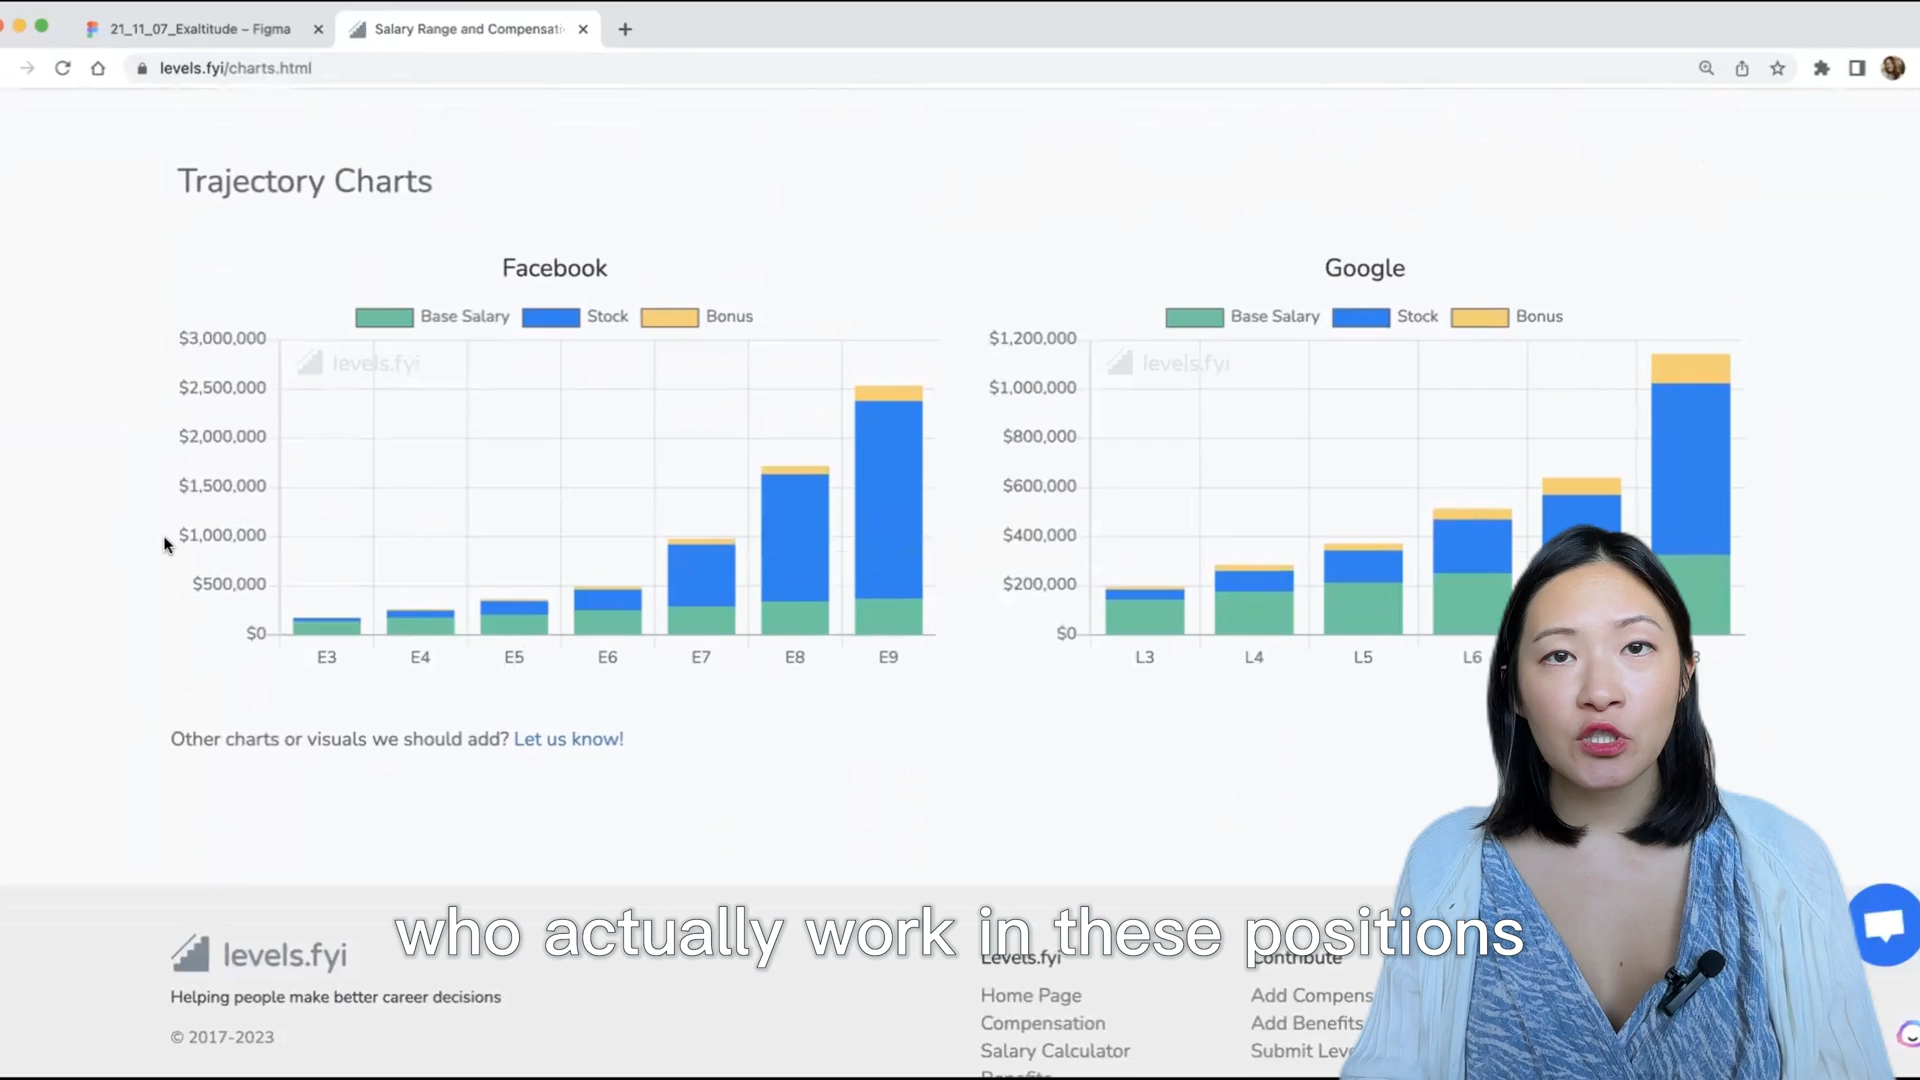 21_11_07_Exaltitude – Figma
Salary Range and Compensati
levels.fyi/charts.html
Trajectory Charts
Facebook
Base Salary Stock Bonus
$3,000,000
$2,500,000
$2,000,000
$1,500,000
$1,000,000
$500,000
$0
levels.fyi
E3 E4 E5 E6 E7 E8 E9
Google
Base Salary Stock Bonus
$1,200,000
$1,000,000
$800,000
$600,000
$400,000
$200,000
$0
levels.fyi
L3 L4 L5 L6
Other charts or visuals we should add? Let us know!
who actually work in these positions
levels.fyi
Helping people make better career decisions
© 2017-2023
Levels.fyi
Home Page
Compensation
Salary Calculator
Benefits
Contribute
Add Compens
Add Benefits
Submit Leve